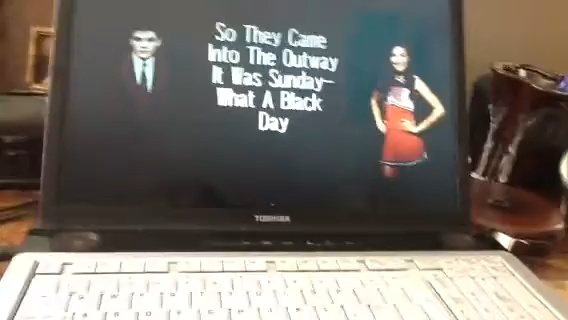 So They Came
Into The Outway
It Was Sunday-
What A Black
Day
TOSHIBA